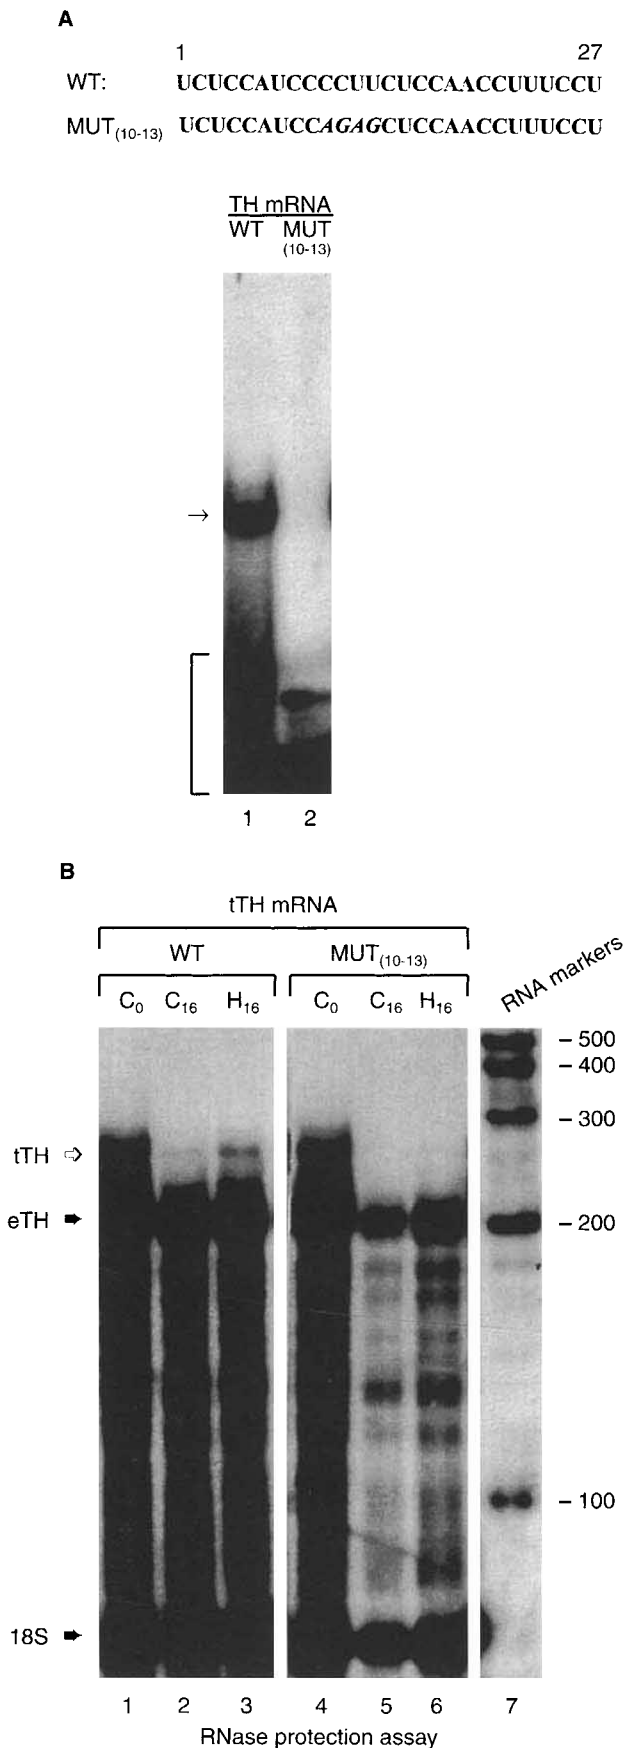 A
1 27
WT: UCUCCAUCCCCUUCUCCAACCUUUCCU
MUT(10-13) UCUCCAUCCAGAGCUCCAACCUUUCCU
TH mRNA
WT MUT
(10-13)
→
1 2
B
tTH mRNA
WT MUT(10-13)
C0 C16 H16 C0 C16 H16 RNA markers
– 500
– 400
– 300
tTH
eTH – 200
– 100
18S
1 2 3 4 5 6 7
RNase protection assay